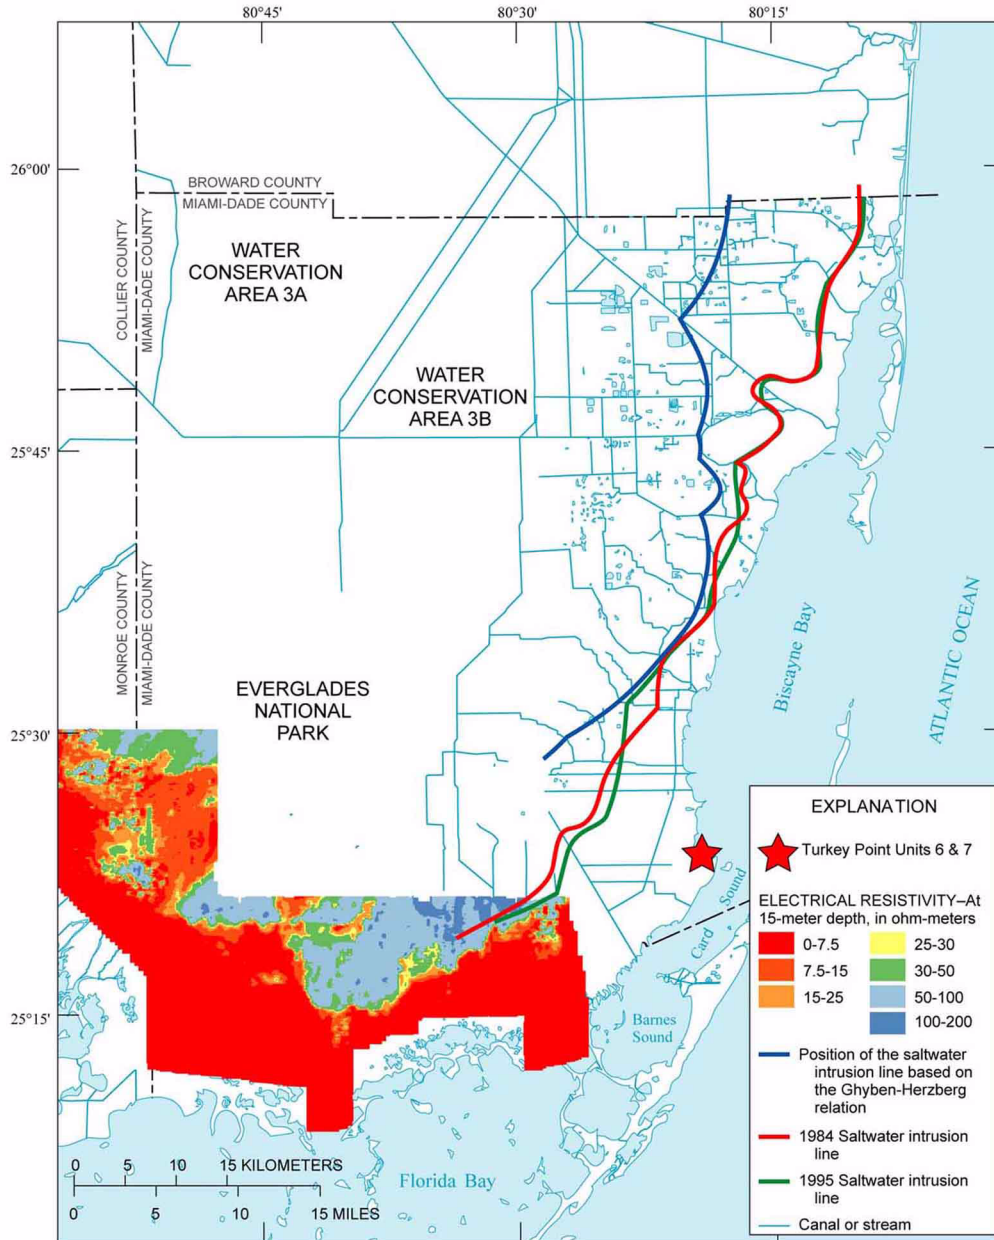 80°45'
80°30'
80°15'
26°00'
BROWARD COUNTY
MIAMI-DADE COUNTY
COLLIER COUNTY
MIAMI-DADE COUNTY
WATER
CONSERVATION
AREA 3A
WATER
CONSERVATION
AREA 3B
25°45'
MONROE COUNTY
MIAMI-DADE COUNTY
Biscayne Bay
ATLANTIC OCEAN
EVERGLADES
NATIONAL
PARK
25°30'
EXPLANATION
Turkey Point Units 6 & 7
ELECTRICAL RESISTIVITY–At
15-meter depth, in ohm-meters
0-7.5
25-30
7.5-15
30-50
15-25
50-100
100-200
Position of the saltwater
intrusion line based on
the Ghyben-Herzberg
relation
1984 Saltwater intrusion
line
1995 Saltwater intrusion
line
Canal or stream
Card Sound
25°15'
Barnes
Sound
Florida Bay
0 5 10 15 KILOMETERS
0 5 10 15 MILES